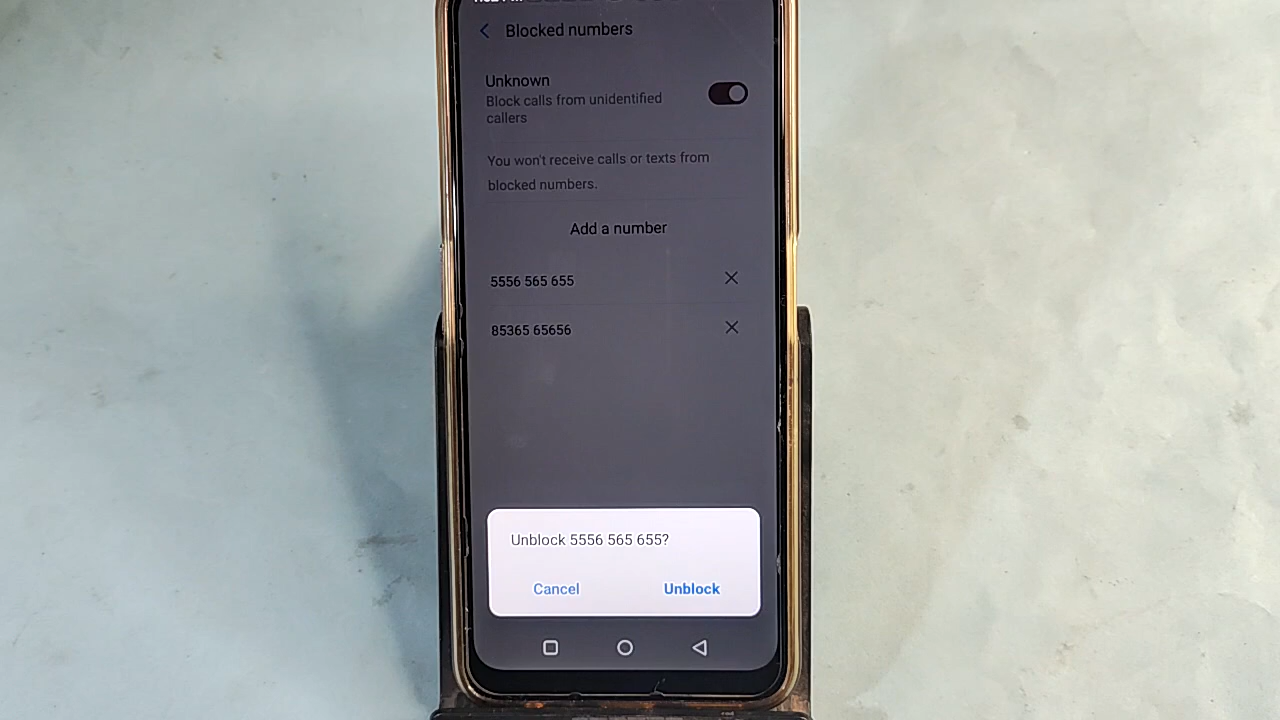 Blocked numbers
Unknown
Block calls from unidentified
callers
You won't receive calls or texts from
blocked numbers.
Add a number
5556 565 655
85365 65656
Unblock 5556 565 655?
Cancel
Unblock